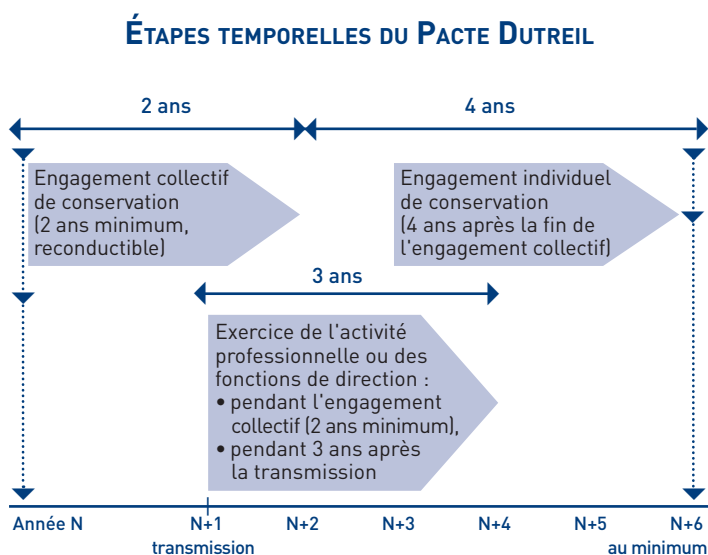 ÉTAPES TEMPORELLES DU PACTE DUTREIL
2 ans
4 ans
Engagement collectif
de conservation
(2 ans minimum,
reconductible)
Engagement individuel
de conservation
(4 ans après la fin de
l'engagement collectif)
3 ans
Exercice de l'activité
professionnelle ou des
fonctions de direction :
• pendant l'engagement
collectif (2 ans minimum),
• pendant 3 ans après
la transmission
Année N N+1 N+2 N+3 N+4 N+5 N+6
transmission au minimum